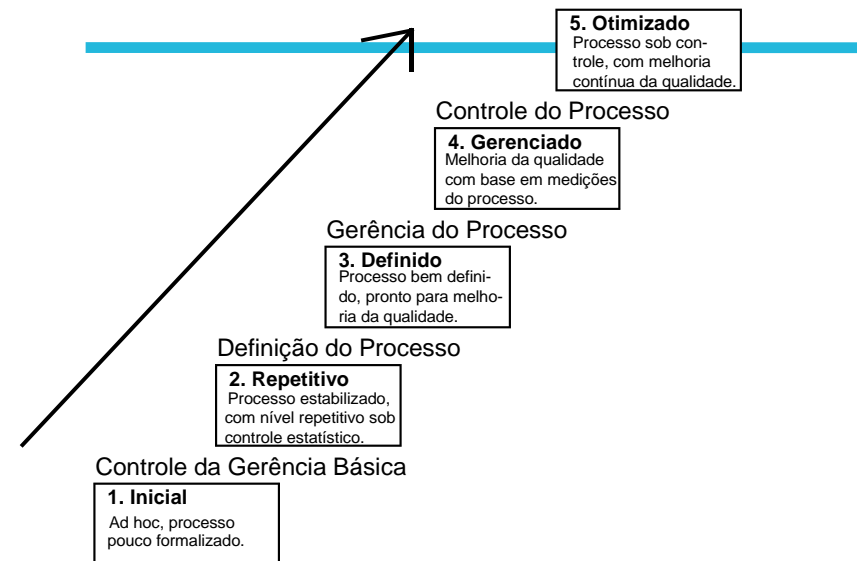 5. Otimizado
Processo sob con-
trole, com melhoria
contínua da qualidade.
Controle do Processo
4. Gerenciado
Melhoria da qualidade
com base em medições
do processo.
Gerência do Processo
3. Definido
Processo bem defini-
do, pronto para melho-
ria da qualidade.
Definição do Processo
2. Repetitivo
Processo estabilizado,
com nível repetitivo sob
controle estatístico.
Controle da Gerência Básica
1. Inicial
Ad hoc, processo
pouco formalizado.